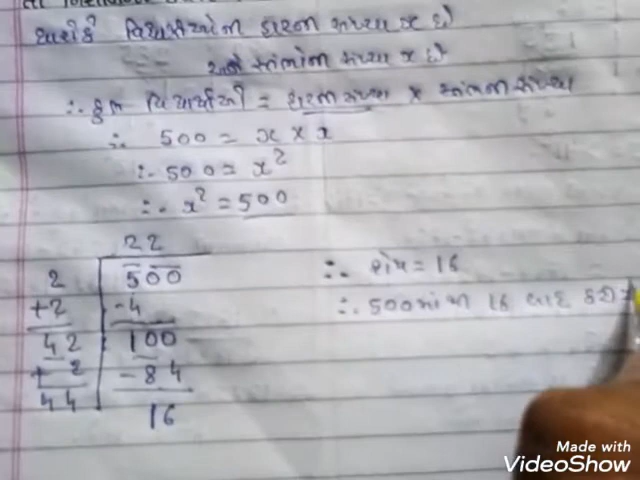 ધારોકે વિદ્યાર્થીઓની હારની સંખ્યા x છે
અને સ્તંભોની સંખ્યા x છે
∴ કુલ વિદ્યાર્થીઓ = હારની સંખ્યા × સ્તંભની સંખ્યા
∴ 500 = x × x
∴ 500 = x²
∴ x² = 500
22
2 500
+2 -4
42 100
+ 2 -84
44 16
∴ શેષ = 16
∴ 500માંથી 16 બાદ કરીએ
Made with
VideoShow